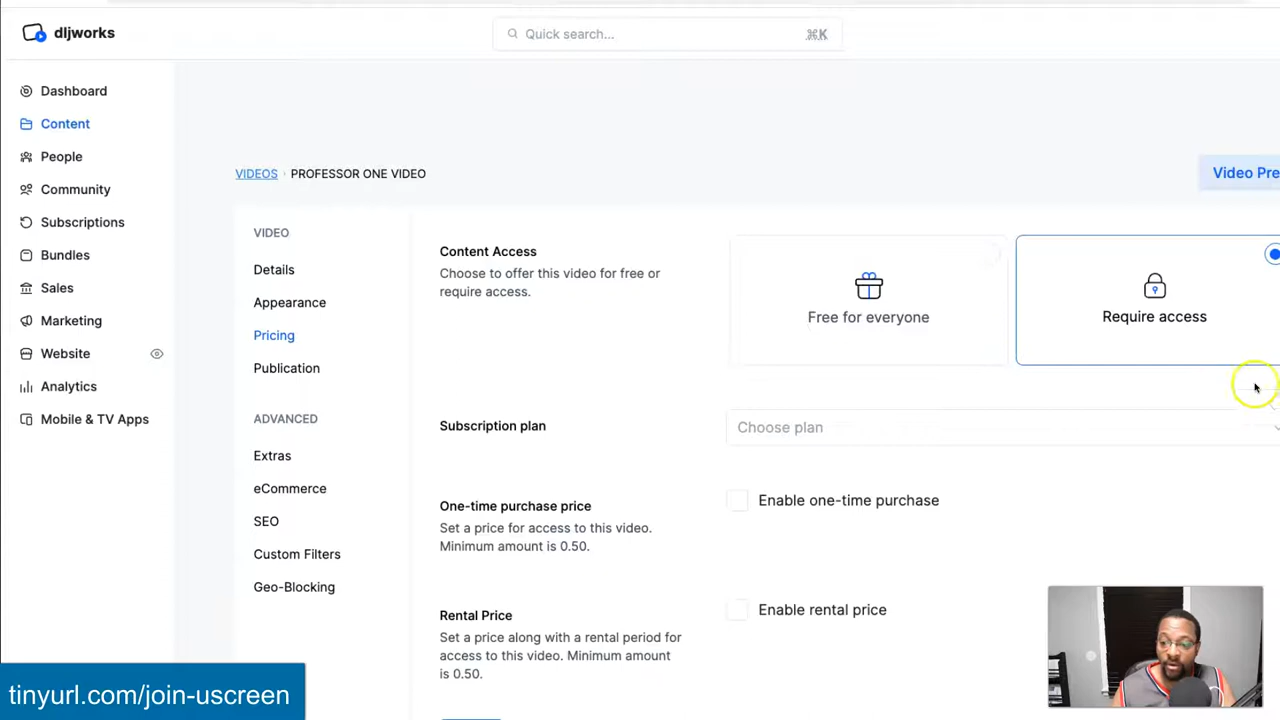 dljworks
Quick search...
⌘K
Dashboard
Content
People
Community
Subscriptions
Bundles
Sales
Marketing
Website
Analytics
Mobile & TV Apps
VIDEOS › PROFESSOR ONE VIDEO
Video Pre
VIDEO
Details
Appearance
Pricing
Publication
ADVANCED
Extras
eCommerce
SEO
Custom Filters
Geo-Blocking
Content Access
Choose to offer this video for free or
require access.
Free for everyone
Require access
Subscription plan
Choose plan
One-time purchase price
Set a price for access to this video.
Minimum amount is 0.50.
Enable one-time purchase
Rental Price
Set a price along with a rental period for
access to this video. Minimum amount
is 0.50.
Enable rental price
tinyurl.com/join-uscreen